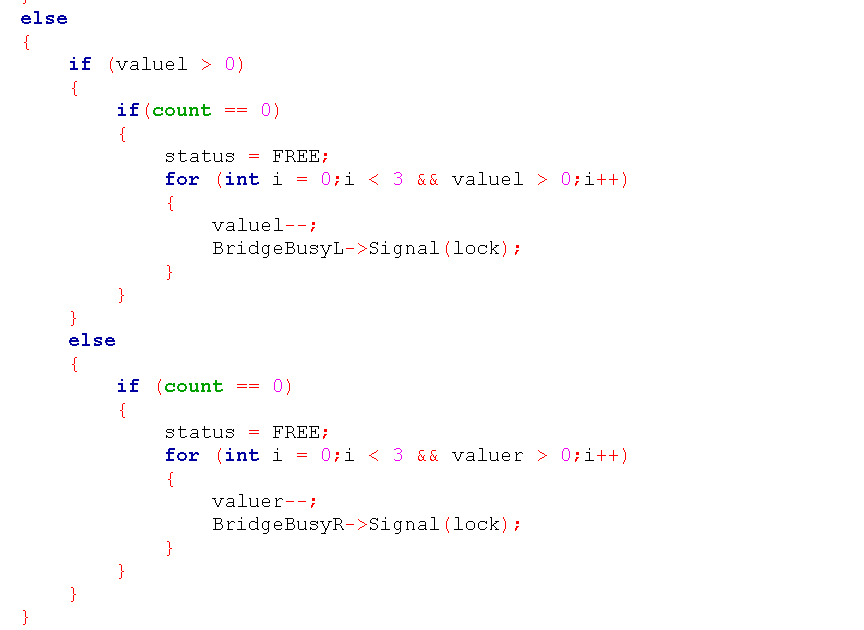 }
else
{
    if (valuel > 0)
    {
        if(count == 0)
        {
            status = FREE;
            for (int i = 0;i < 3 && valuel > 0;i++)
            {
                valuel--;
                BridgeBusyL->Signal(lock);
            }
        }
    }
    else
    {
        if (count == 0)
        {
            status = FREE;
            for (int i = 0;i < 3 && valuer > 0;i++)
            {
                valuer--;
                BridgeBusyR->Signal(lock);
            }
        }
    }
}